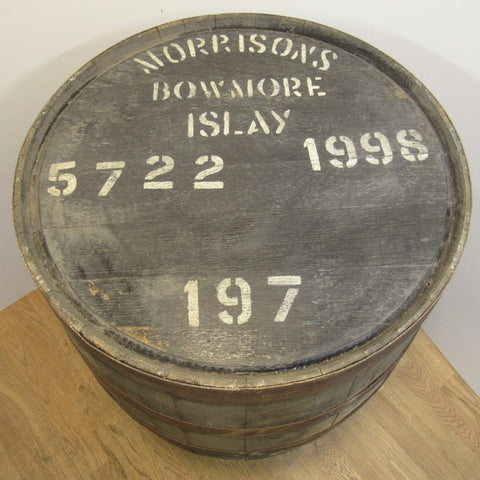 MORRISONS
BOWMORE
ISLAY
5722 1998
197